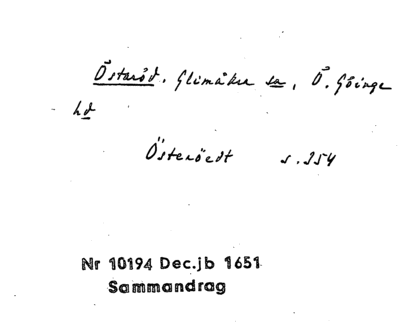 Östaröd. Glimåkra sn, Ö. Göinge
hd
Österöedt s. 354
Nr 10194 Dec.jb 1651
Sammandrag